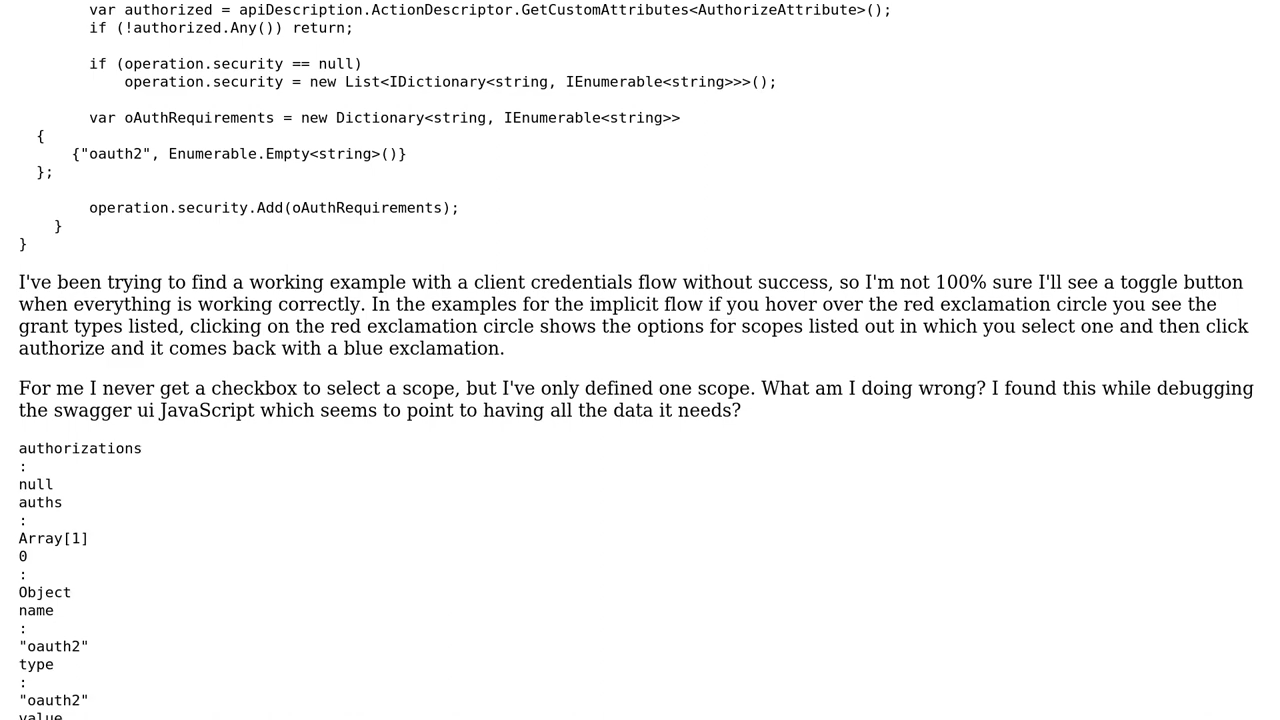 var authorized = apiDescription.ActionDescriptor.GetCustomAttributes<AuthorizeAttribute>();
if (!authorized.Any()) return;
if (operation.security == null)
operation.security = new List<IDictionary<string, IEnumerable<string>>>();
var oAuthRequirements = new Dictionary<string, IEnumerable<string>>
{
{"oauth2", Enumerable.Empty<string>()}
};
operation.security.Add(oAuthRequirements);
}
}
I've been trying to find a working example with a client credentials flow without success, so I'm not 100% sure I'll see a toggle button
when everything is working correctly. In the examples for the implicit flow if you hover over the red exclamation circle you see the
grant types listed, clicking on the red exclamation circle shows the options for scopes listed out in which you select one and then click
authorize and it comes back with a blue exclamation.
For me I never get a checkbox to select a scope, but I've only defined one scope. What am I doing wrong? I found this while debugging
the swagger ui JavaScript which seems to point to having all the data it needs?
authorizations
:
null
auths
:
Array[1]
0
:
Object
name
:
"oauth2"
type
:
"oauth2"
value